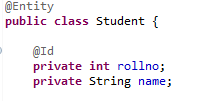 @Entity
public class Student {
@Id
private int rollno;
private String name;